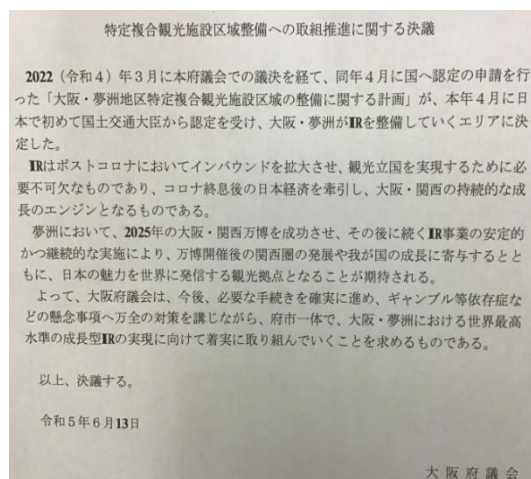 特定複合観光施設区域整備への取組推進に関する決議
2022（令和４）年３月に本府議会での議決を経て、同年４月に国へ認定の申請を行
った「大阪・夢洲地区特定複合観光施設区域の整備に関する計画」が、本年４月に日
本で初めて国土交通大臣から認定を受け、大阪・夢洲がIRを整備していくエリアに決
定した。
IRはポストコロナにおいてインバウンドを拡大させ、観光立国を実現するために必
要不可欠なものであり、コロナ終息後の日本経済を牽引し、大阪・関西の持続的な成
長のエンジンとなるものである。
夢洲において、2025年の大阪・関西万博を成功させ、その後に続くIR事業の安定的
かつ継続的な実施により、万博開催後の関西圏の発展や我が国の成長に寄与するとと
もに、日本の魅力を世界に発信する観光拠点となることが期待される。
よって、大阪府議会は、今後、必要な手続きを確実に進め、ギャンブル等依存症な
どの懸念事項へ万全の対策を講じながら、府市一体で、大阪・夢洲における世界最高
水準の成長型IRの実現に向けて着実に取り組んでいくことを求めるものである。
以上、決議する。
令和５年６月13日
大阪府議会